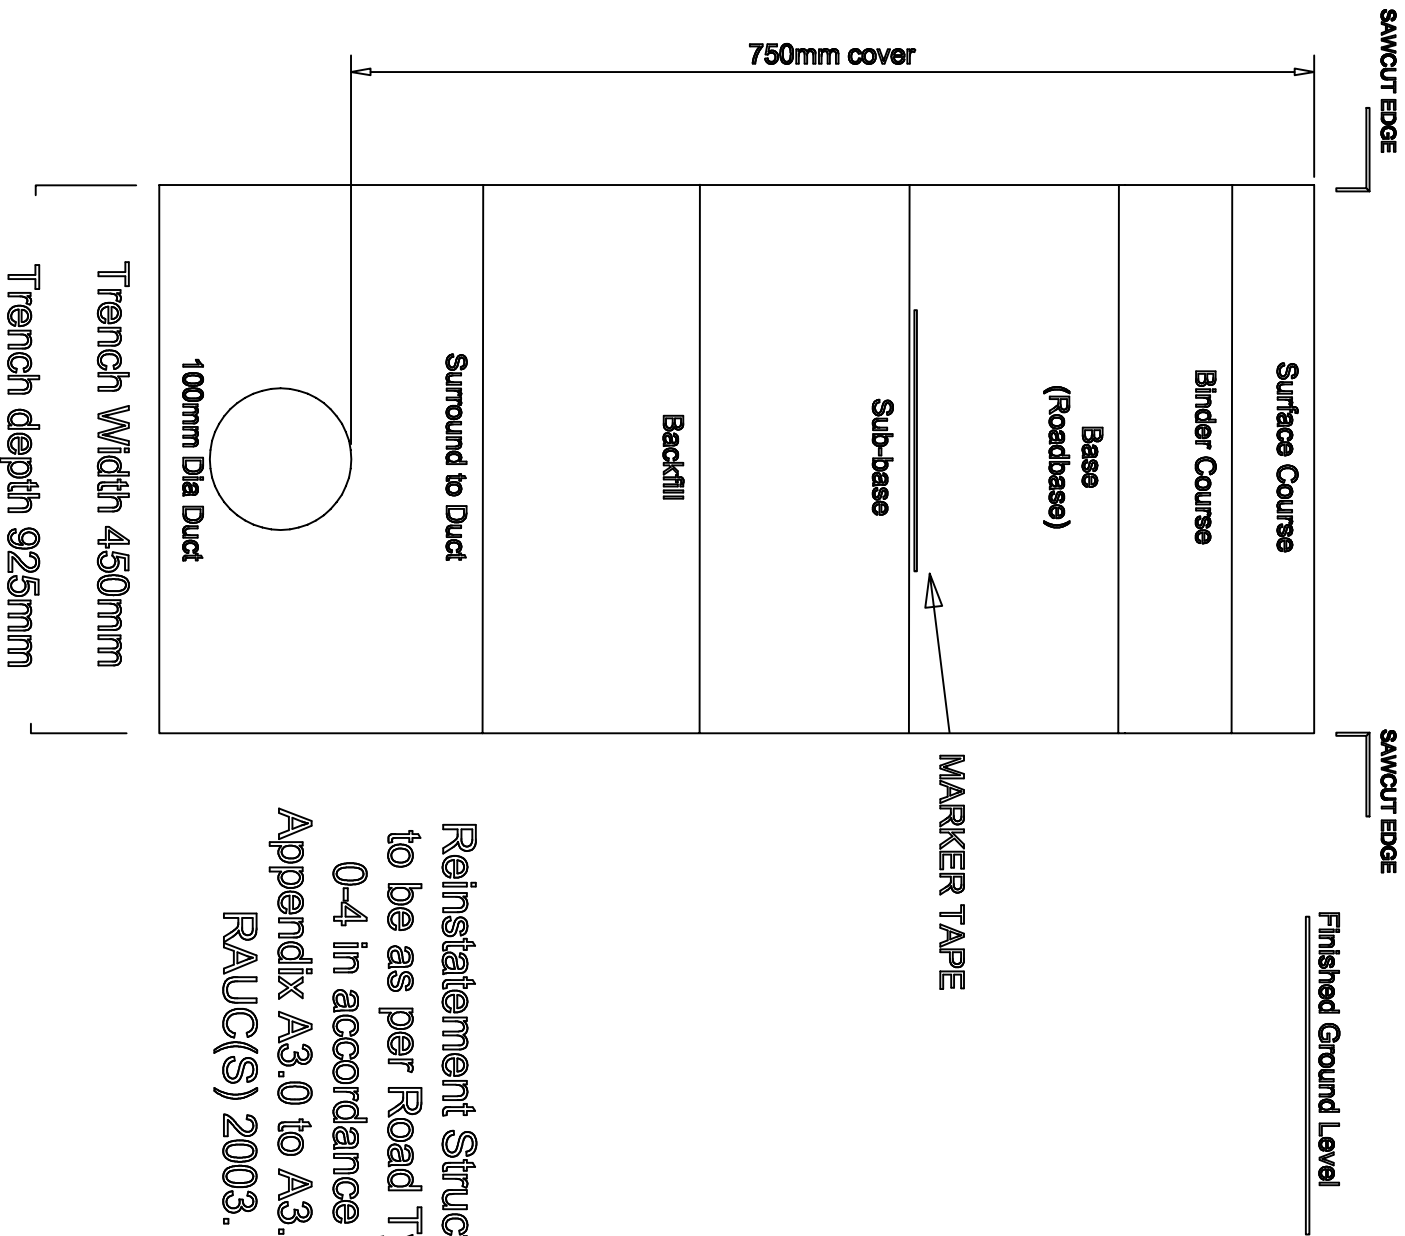 SAWCUT EDGE
SAWCUT EDGE
Finished Ground Level
750mm cover
Surface Course
Binder Course
Base
(Roadbase)
MARKER TAPE
Sub-base
Backfill
Surround to Duct
100mm Dia Duct
Trench Width 450mm
Trench depth 925mm
Reinstatement Struc
to be as per Road T
0-4 in accordance
Appendix A3.0 to A3.
RAUC(S) 2003.